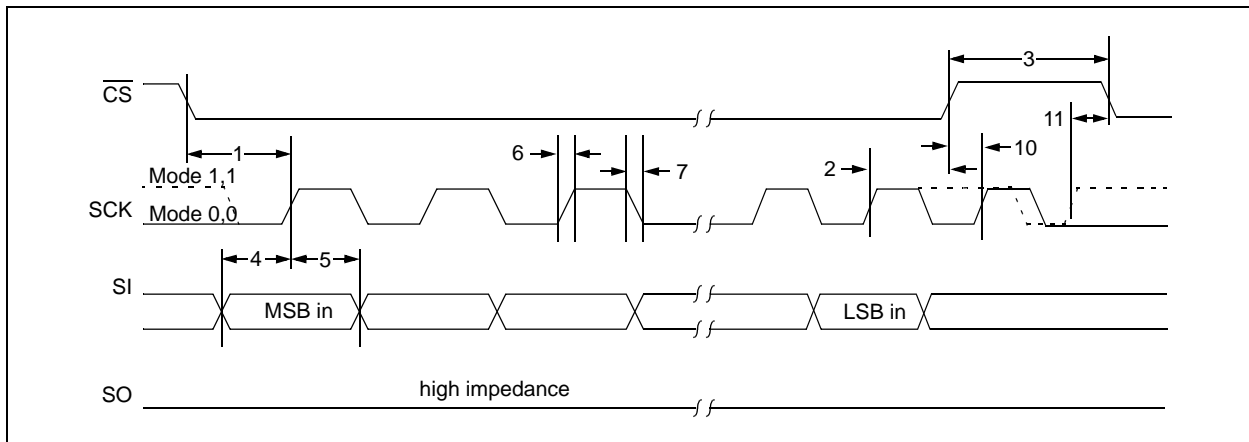 3
CS
11
1
6
2
10
Mode 1,1
7
SCK
Mode 0,0
4
5
SI
MSB in
LSB in
SO
high impedance